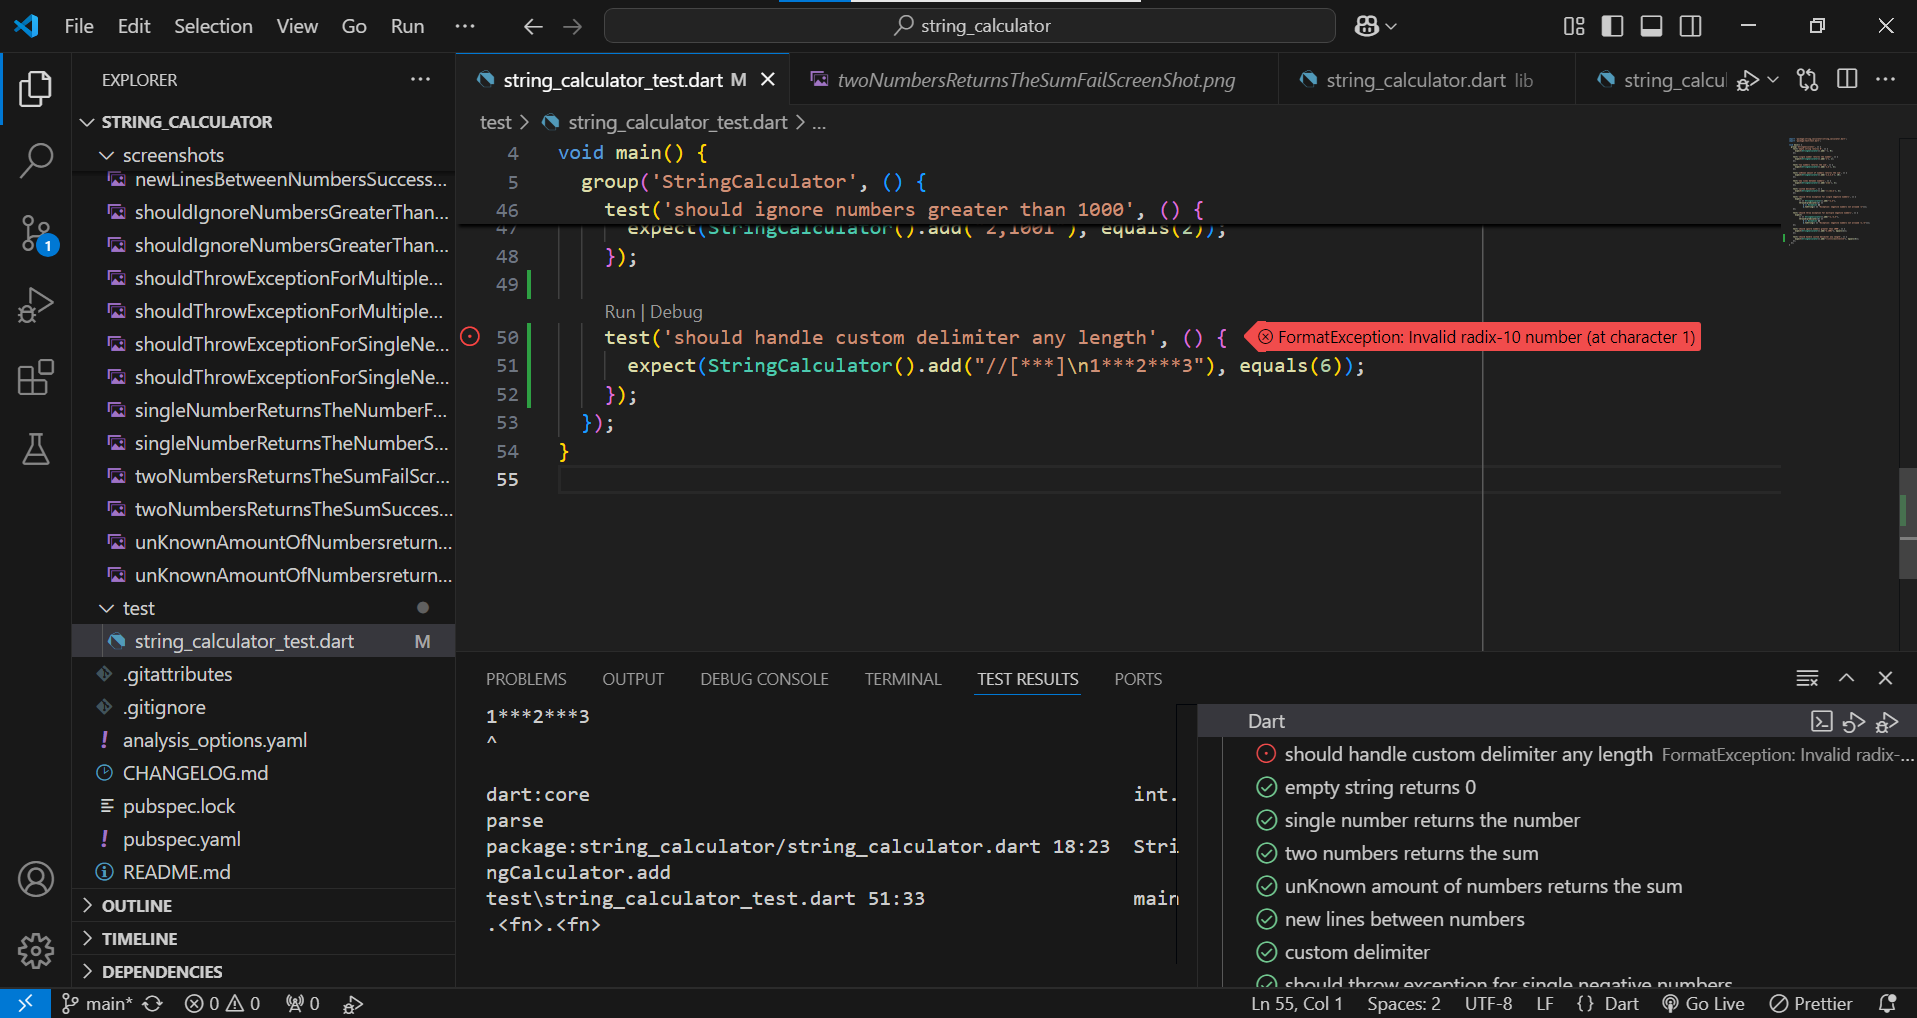 File Edit Selection View Go Run ···
string_calculator
EXPLORER
STRING_CALCULATOR
screenshots
newLinesBetweenNumbersSuccess...
shouldIgnoreNumbersGreaterThan...
shouldIgnoreNumbersGreaterThan...
shouldThrowExceptionForMultiple...
shouldThrowExceptionForMultiple...
shouldThrowExceptionForSingleNe...
shouldThrowExceptionForSingleNe...
singleNumberReturnsTheNumberF...
singleNumberReturnsTheNumberS...
twoNumbersReturnsTheSumFailScr...
twoNumbersReturnsTheSumSucces...
unKnownAmountOfNumbersreturn...
unKnownAmountOfNumbersreturn...
test
string_calculator_test.dart M
.gitattributes
.gitignore
analysis_options.yaml
CHANGELOG.md
pubspec.lock
pubspec.yaml
README.md
OUTLINE
TIMELINE
DEPENDENCIES
1
string_calculator_test.dart M
twoNumbersReturnsTheSumFailScreenShot.png
string_calculator.dart lib
string_calcul
test > string_calculator_test.dart > ...
4 void main() {
5 group('StringCalculator', () {
46 test('should ignore numbers greater than 1000', () {
47 expect(StringCalculator().add("2,1001"), equals(2));
48 });
49
Run | Debug
50 test('should handle custom delimiter any length', () { FormatException: Invalid radix-10 number (at character 1)
51 expect(StringCalculator().add("//[***]\n1***2***3"), equals(6));
52 });
53 });
54 }
55
PROBLEMS OUTPUT DEBUG CONSOLE TERMINAL TEST RESULTS PORTS
1***2***3
^
dart:core int.
parse
package:string_calculator/string_calculator.dart 18:23 Stri
ngCalculator.add
test\string_calculator_test.dart 51:33 main
.<fn>.<fn>
Dart
should handle custom delimiter any length FormatException: Invalid radix-...
empty string returns 0
single number returns the number
two numbers returns the sum
unKnown amount of numbers returns the sum
new lines between numbers
custom delimiter
should throw exception for single negative numbers
main* 0 0 0
Ln 55, Col 1 Spaces: 2 UTF-8 LF {} Dart Go Live Prettier